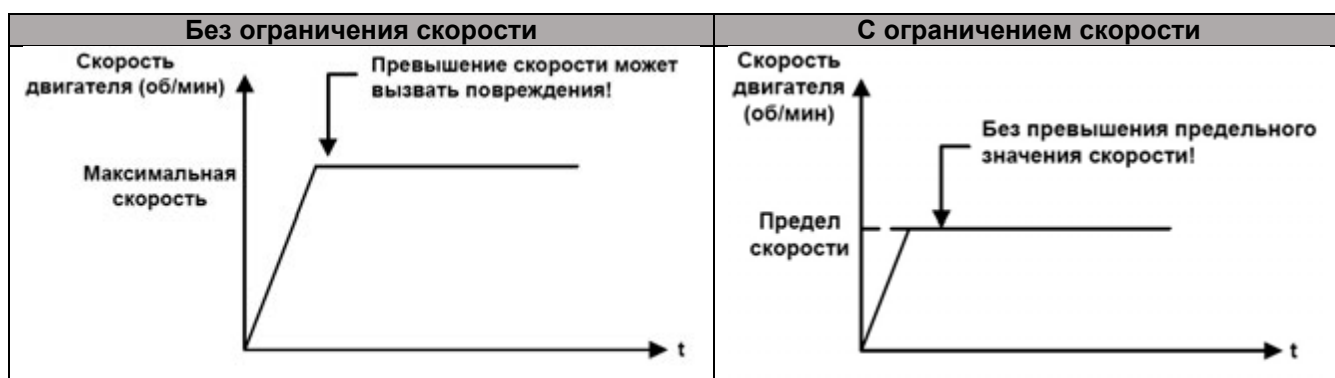 Без ограничения скорости
Скорость
двигателя (об/мин)
Превышение скорости может
вызвать повреждения!
Максимальная
скорость
t
С ограничением скорости
Скорость
двигателя
(об/мин)
Без превышения предельного
значения скорости!
Предел
скорости
t